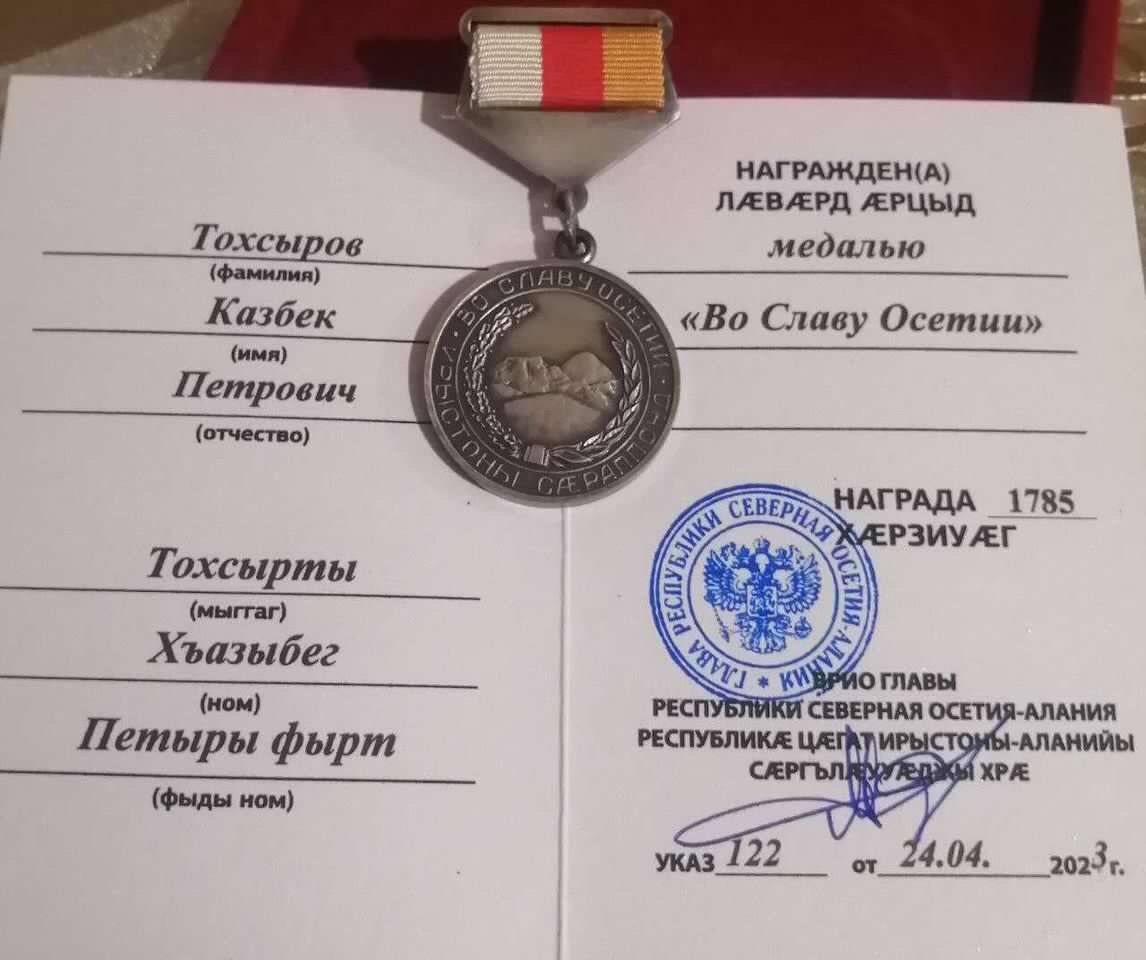 Тохсыров
(фамилия)
Казбек
(имя)
Петрович
(отчество)
Тохсырты
(мыггаг)
Хъазыбег
(ном)
Петыры фырт
(фыды ном)
ВО СЛАВУ ОСЕТИИ
ИРЫСТОНЫ СÆРАППОНД
НАГРАЖДЕН(А)
ЛÆВÆРД ÆРЦЫД
медалью
«Во Славу Осетии»
НАГРАДА 1785
ХÆРЗИУÆГ
ГЛАВА РЕСПУБЛИКИ СЕВЕРНАЯ ОСЕТИЯ-АЛАНИЯ
ВРИО ГЛАВЫ
РЕСПУБЛИКИ СЕВЕРНАЯ ОСЕТИЯ-АЛАНИЯ
РЕСПУБЛИКÆ ЦÆГАТ ИРЫСТОНЫ-АЛАНИЙЫ
СÆРГЪЛÆУУÆДЖЫ ХРÆ
УКАЗ 122 от 24.04. 2023 г.